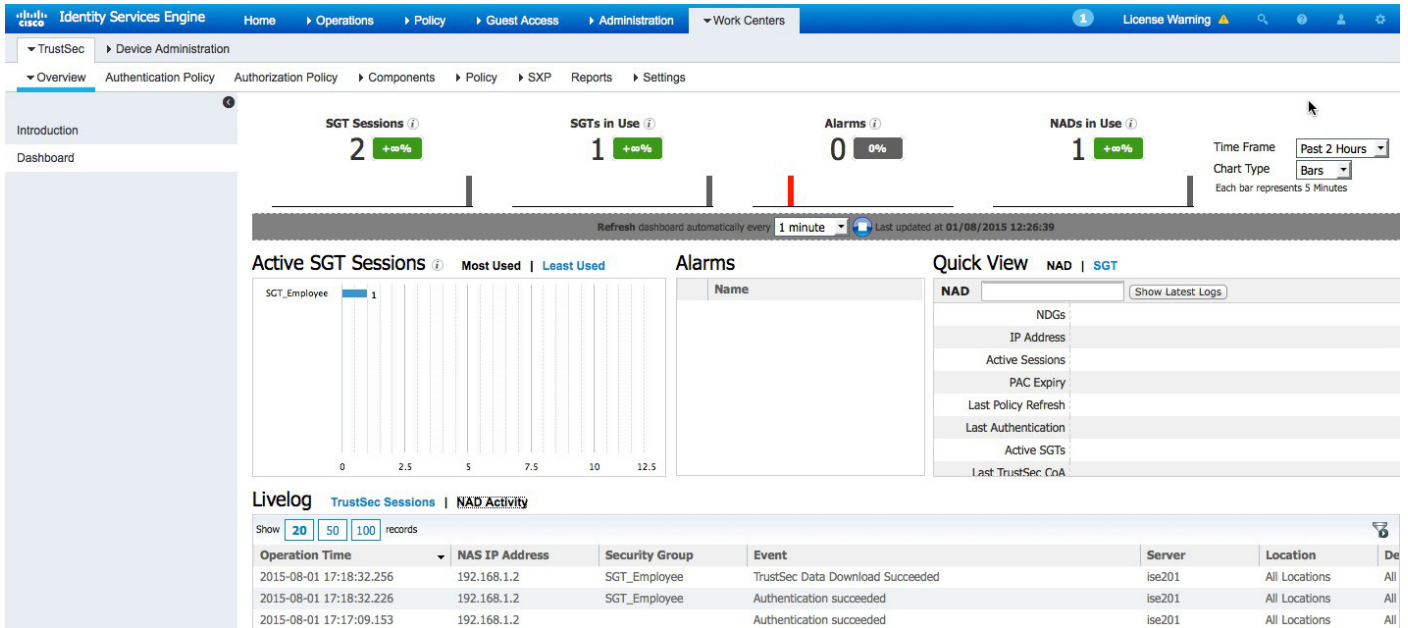 cisco Identity Services Engine Home Operations Policy Guest Access Administration Work Centers 1 License Warning
TrustSec Device Administration
Overview Authentication Policy Authorization Policy Components Policy SXP Reports Settings
Introduction
Dashboard
SGT Sessions SGTs in Use Alarms NADs in Use
2 +∞% 1 +∞% 0 0% 1 +∞%
Time Frame Past 2 Hours
Chart Type Bars
Each bar represents 5 Minutes
Refresh dashboard automatically every 1 minute Last updated at 01/08/2015 12:26:39
Active SGT Sessions Most Used | Least Used
SGT_Employee 1
0 2.5 5 7.5 10 12.5
Alarms
Name
Quick View NAD | SGT
NAD Show Latest Logs
NDGs
IP Address
Active Sessions
PAC Expiry
Last Policy Refresh
Last Authentication
Active SGTs
Last TrustSec CoA
Livelog TrustSec Sessions | NAD Activity
Show 20 50 100 records
Operation Time NAS IP Address Security Group Event Server Location De
2015-08-01 17:18:32.256 192.168.1.2 SGT_Employee TrustSec Data Download Succeeded ise201 All Locations All
2015-08-01 17:18:32.226 192.168.1.2 SGT_Employee Authentication succeeded ise201 All Locations All
2015-08-01 17:17:09.153 192.168.1.2 Authentication succeeded ise201 All Locations All